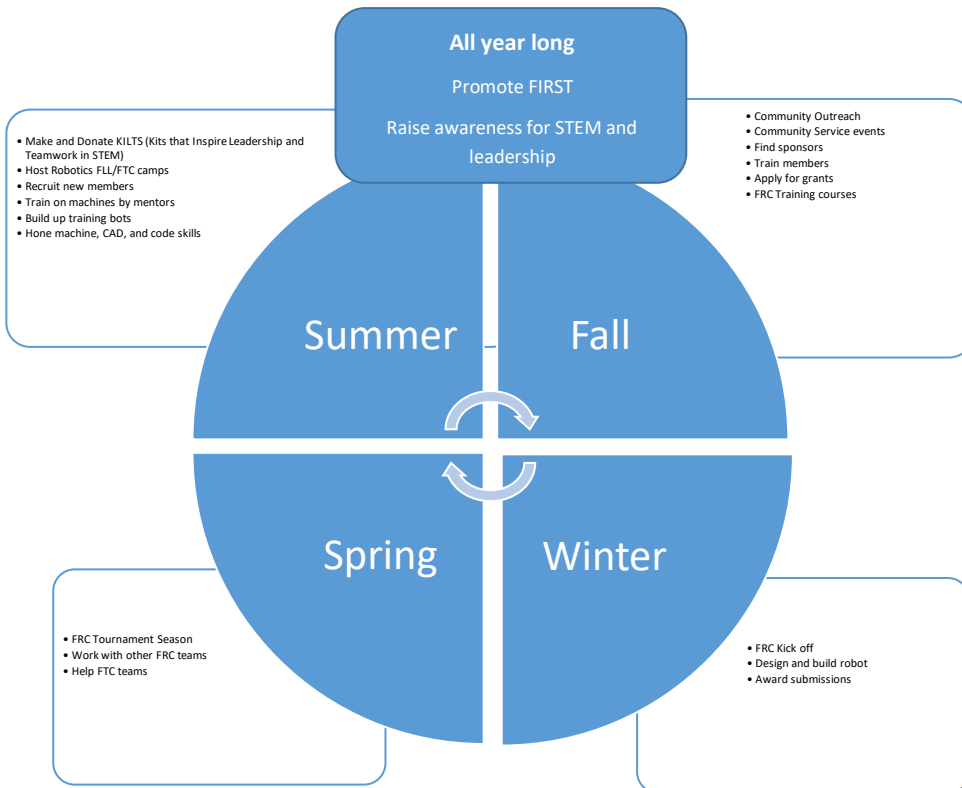 All year long
Promote FIRST
Raise awareness for STEM and
leadership
• Make and Donate KILTS (Kits that Inspire Leadership and
Teamwork in STEM)
• Host Robotics FLL/FTC camps
• Recruit new members
• Train on machines by mentors
• Build up training bots
• Hone machine, CAD, and code skills
• Community Outreach
• Community Service events
• Find sponsors
• Train members
• Apply for grants
• FRC Training courses
Summer
Fall
Spring
Winter
• FRC Tournament Season
• Work with other FRC teams
• Help FTC teams
• FRC Kick off
• Design and build robot
• Award submissions